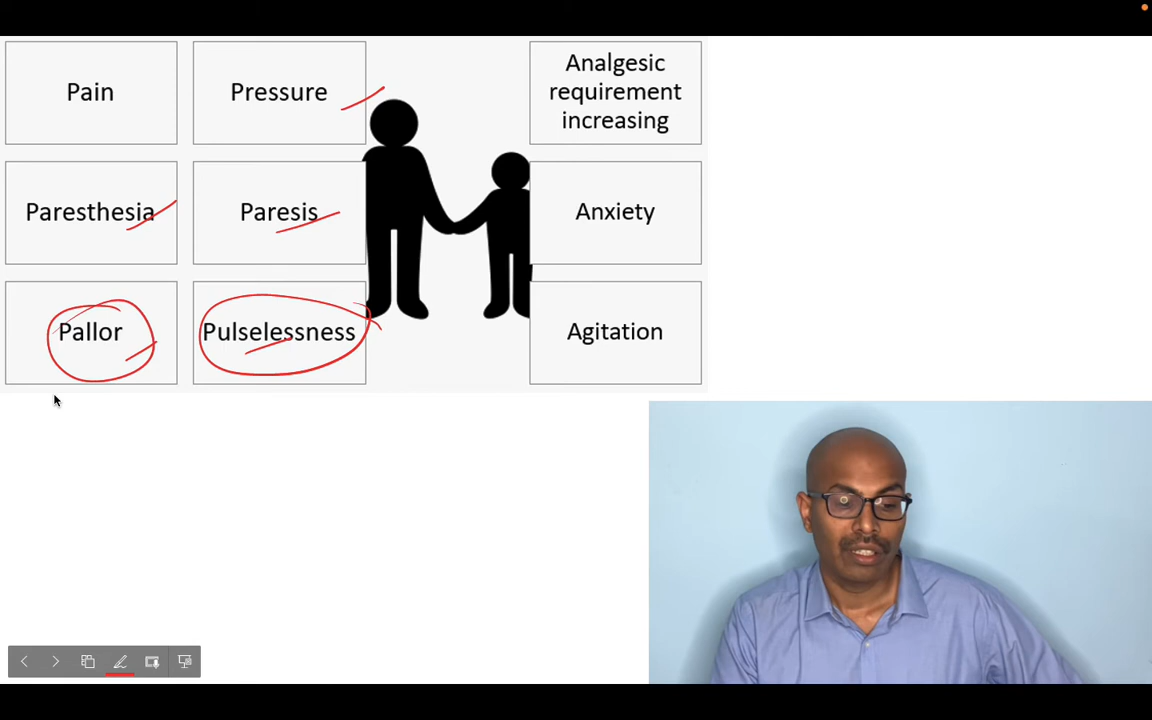 Pain
Pressure
Analgesic
requirement
increasing
Paresthesia
Paresis
Anxiety
Pallor
Pulselessness
Agitation